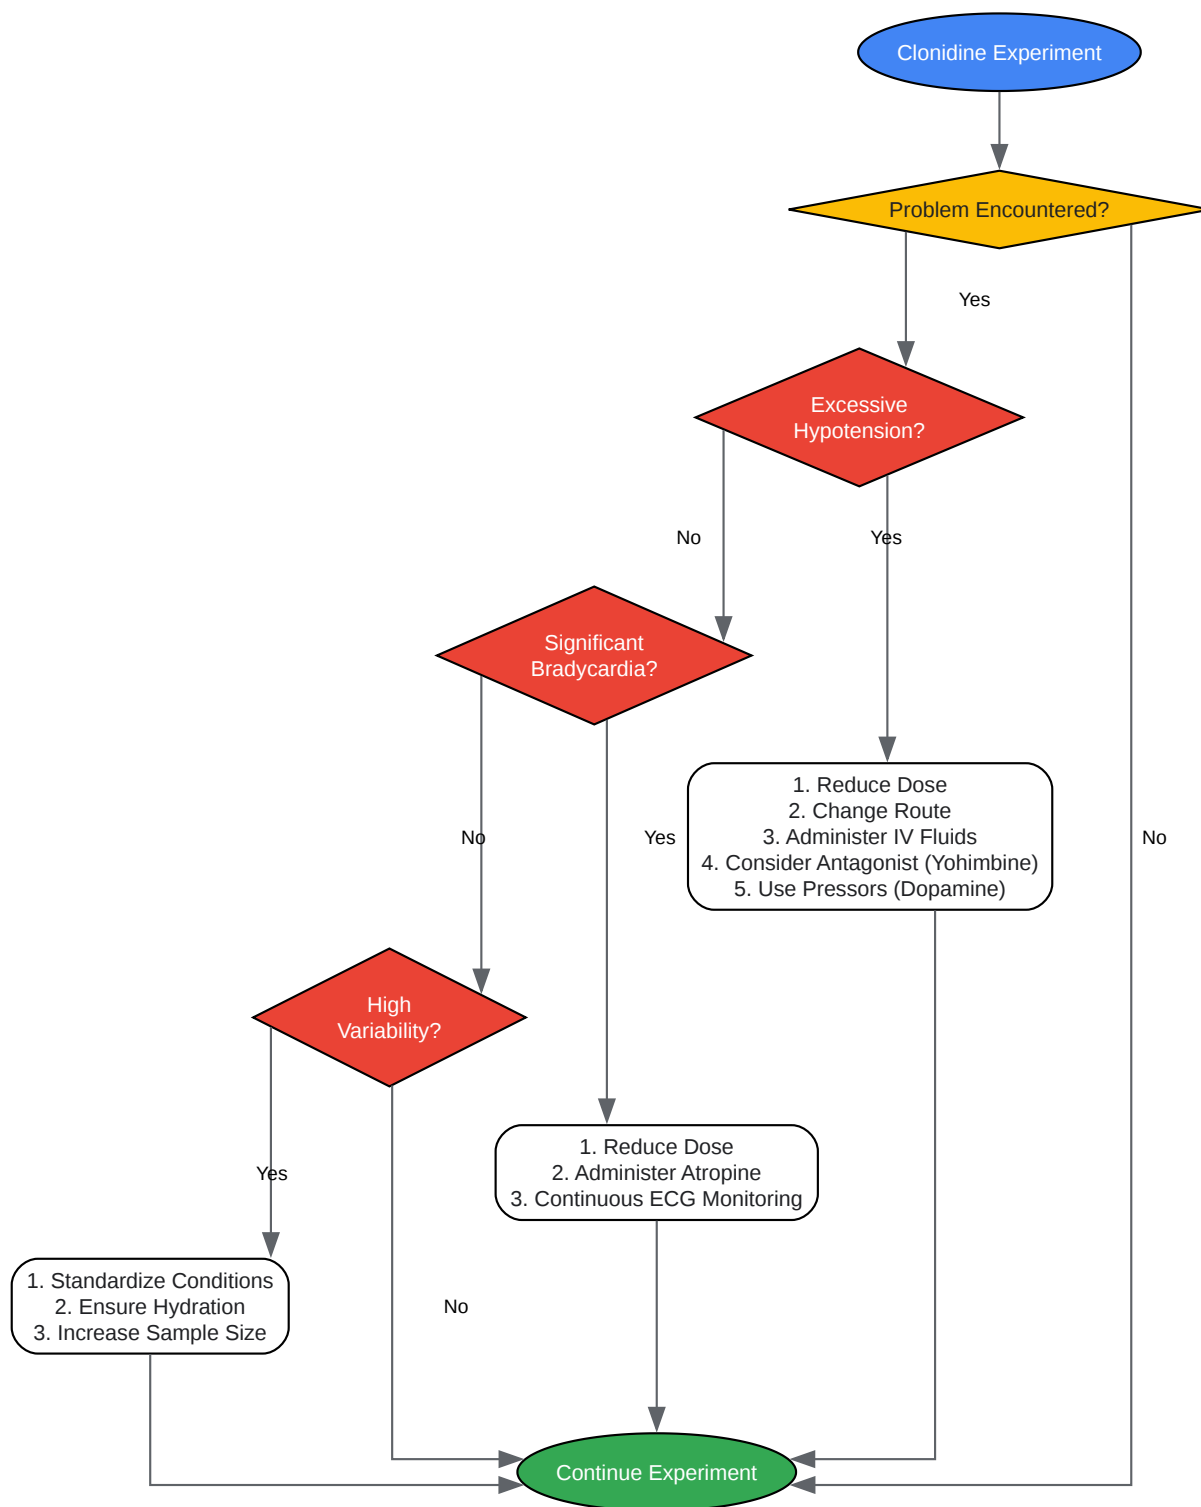 Clonidine Experiment
Problem Encountered?
Yes
Excessive
Hypotension?
No
Yes
Significant
Bradycardia?
1. Reduce Dose
2. Change Route
3. Administer IV Fluids
4. Consider Antagonist (Yohimbine)
5. Use Pressors (Dopamine)
No
Yes
No
High
Variability?
1. Reduce Dose
2. Administer Atropine
3. Continuous ECG Monitoring
Yes
1. Standardize Conditions
2. Ensure Hydration
3. Increase Sample Size
No
Continue Experiment